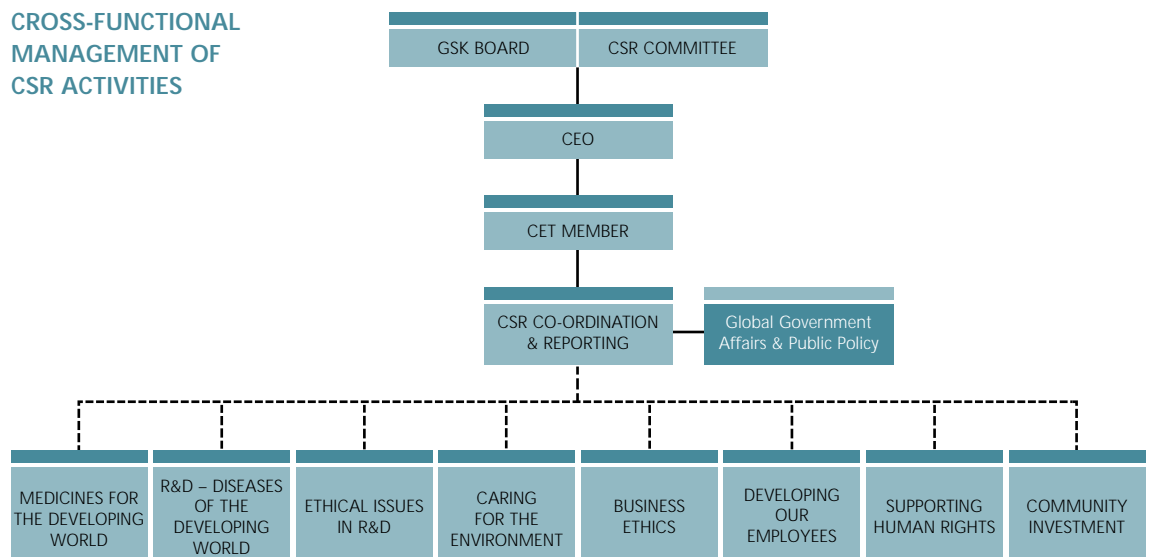 CROSS-FUNCTIONAL
MANAGEMENT OF
CSR ACTIVITIES
GSK BOARD
CSR COMMITTEE
CEO
CET MEMBER
CSR CO-ORDINATION
& REPORTING
Global Government
Affairs & Public Policy
MEDICINES FOR
THE DEVELOPING
WORLD
R&D – DISEASES
OF THE
DEVELOPING
WORLD
ETHICAL ISSUES
IN R&D
CARING
FOR THE
ENVIRONMENT
BUSINESS
ETHICS
DEVELOPING
OUR
EMPLOYEES
SUPPORTING
HUMAN RIGHTS
COMMUNITY
INVESTMENT